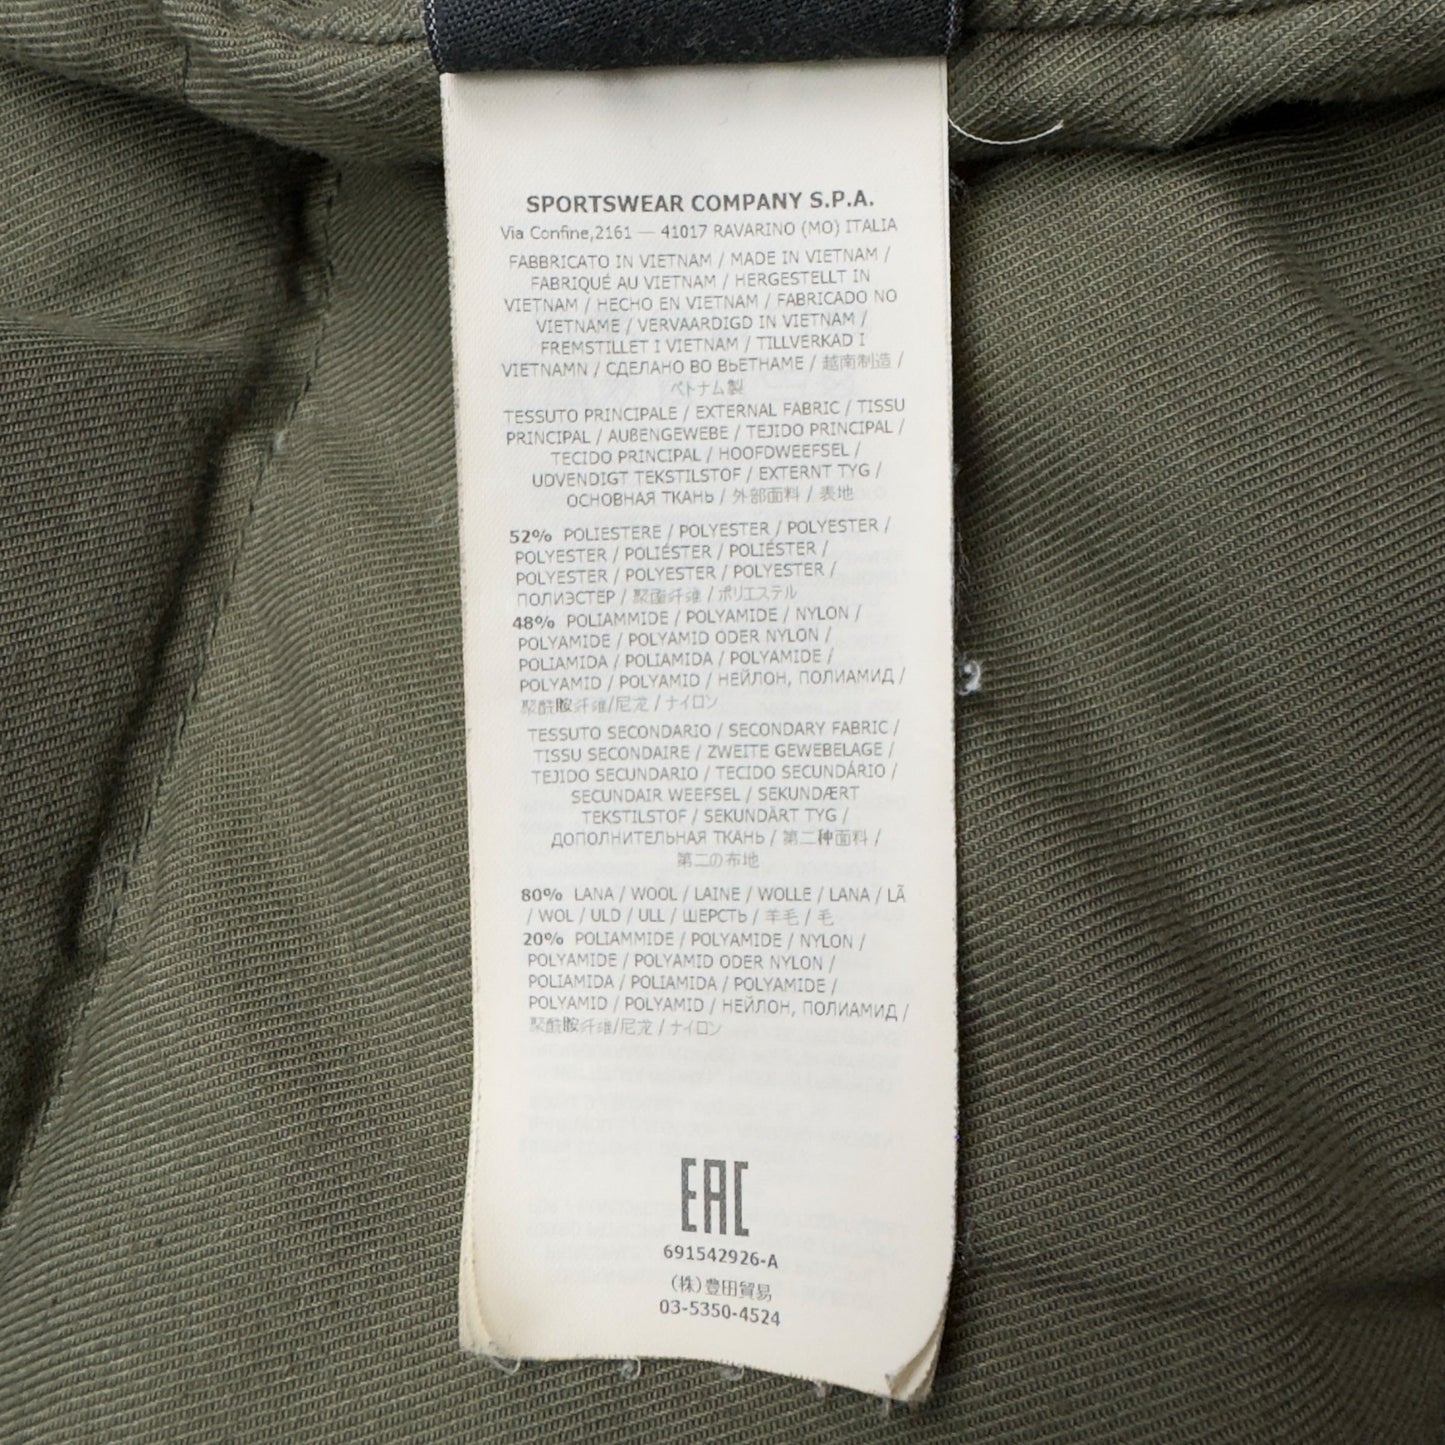 SPORTSWEAR COMPANY S.P.A.
Via Confine,2161 — 41017 RAVARINO (MO) ITALIA
FABBRICATO IN VIETNAM / MADE IN VIETNAM /
FABRIQUÉ AU VIETNAM / HERGESTELLT IN
VIETNAM / HECHO EN VIETNAM / FABRICADO NO
VIETNAME / VERVAARDIGD IN VIETNAM /
FREMSTILLET I VIETNAM / TILLVERKAD I
VIETNAMN / СДЕЛАНО ВО ВЬЕТНАМЕ / 越南制造 /
ベトナム製
TESSUTO PRINCIPALE / EXTERNAL FABRIC / TISSU
PRINCIPAL / AUßENGEWEBE / TEJIDO PRINCIPAL /
TECIDO PRINCIPAL / HOOFDWEEFSEL /
UDVENDIGT TEKSTILSTOF / EXTERNT TYG /
ОСНОВНАЯ ТКАНЬ / 外部面料 / 表地
52% POLIESTERE / POLYESTER / POLYESTER /
POLYESTER / POLIÉSTER / POLIÉSTER /
POLYESTER / POLYESTER / POLYESTER /
ПОЛИЭСТЕР / 聚酯纤维 / ポリエステル
48% POLIAMMIDE / POLYAMIDE / NYLON /
POLYAMIDE / POLYAMID ODER NYLON /
POLIAMIDA / POLIAMIDA / POLYAMIDE /
POLYAMID / POLYAMID / НЕЙЛОН, ПОЛИАМИД /
聚酰胺纤维/尼龙 / ナイロン
TESSUTO SECONDARIO / SECONDARY FABRIC /
TISSU SECONDAIRE / ZWEITE GEWEBELAGE /
TEJIDO SECUNDARIO / TECIDO SECUNDÁRIO /
SECUNDAIR WEEFSEL / SEKUNDÆRT
TEKSTILSTOF / SEKUNDÄRT TYG /
ДОПОЛНИТЕЛЬНАЯ ТКАНЬ / 第二种面料 /
第二の布地
80% LANA / WOOL / LAINE / WOLLE / LANA / LÃ
/ WOL / ULD / ULL / ШЕРСТЬ / 羊毛 / 毛
20% POLIAMMIDE / POLYAMIDE / NYLON /
POLYAMIDE / POLYAMID ODER NYLON /
POLIAMIDA / POLIAMIDA / POLYAMIDE /
POLYAMID / POLYAMID / НЕЙЛОН, ПОЛИАМИД /
聚酰胺纤维/尼龙 / ナイロン
EAC
691542926-A
(株)豊田貿易
03-5350-4524